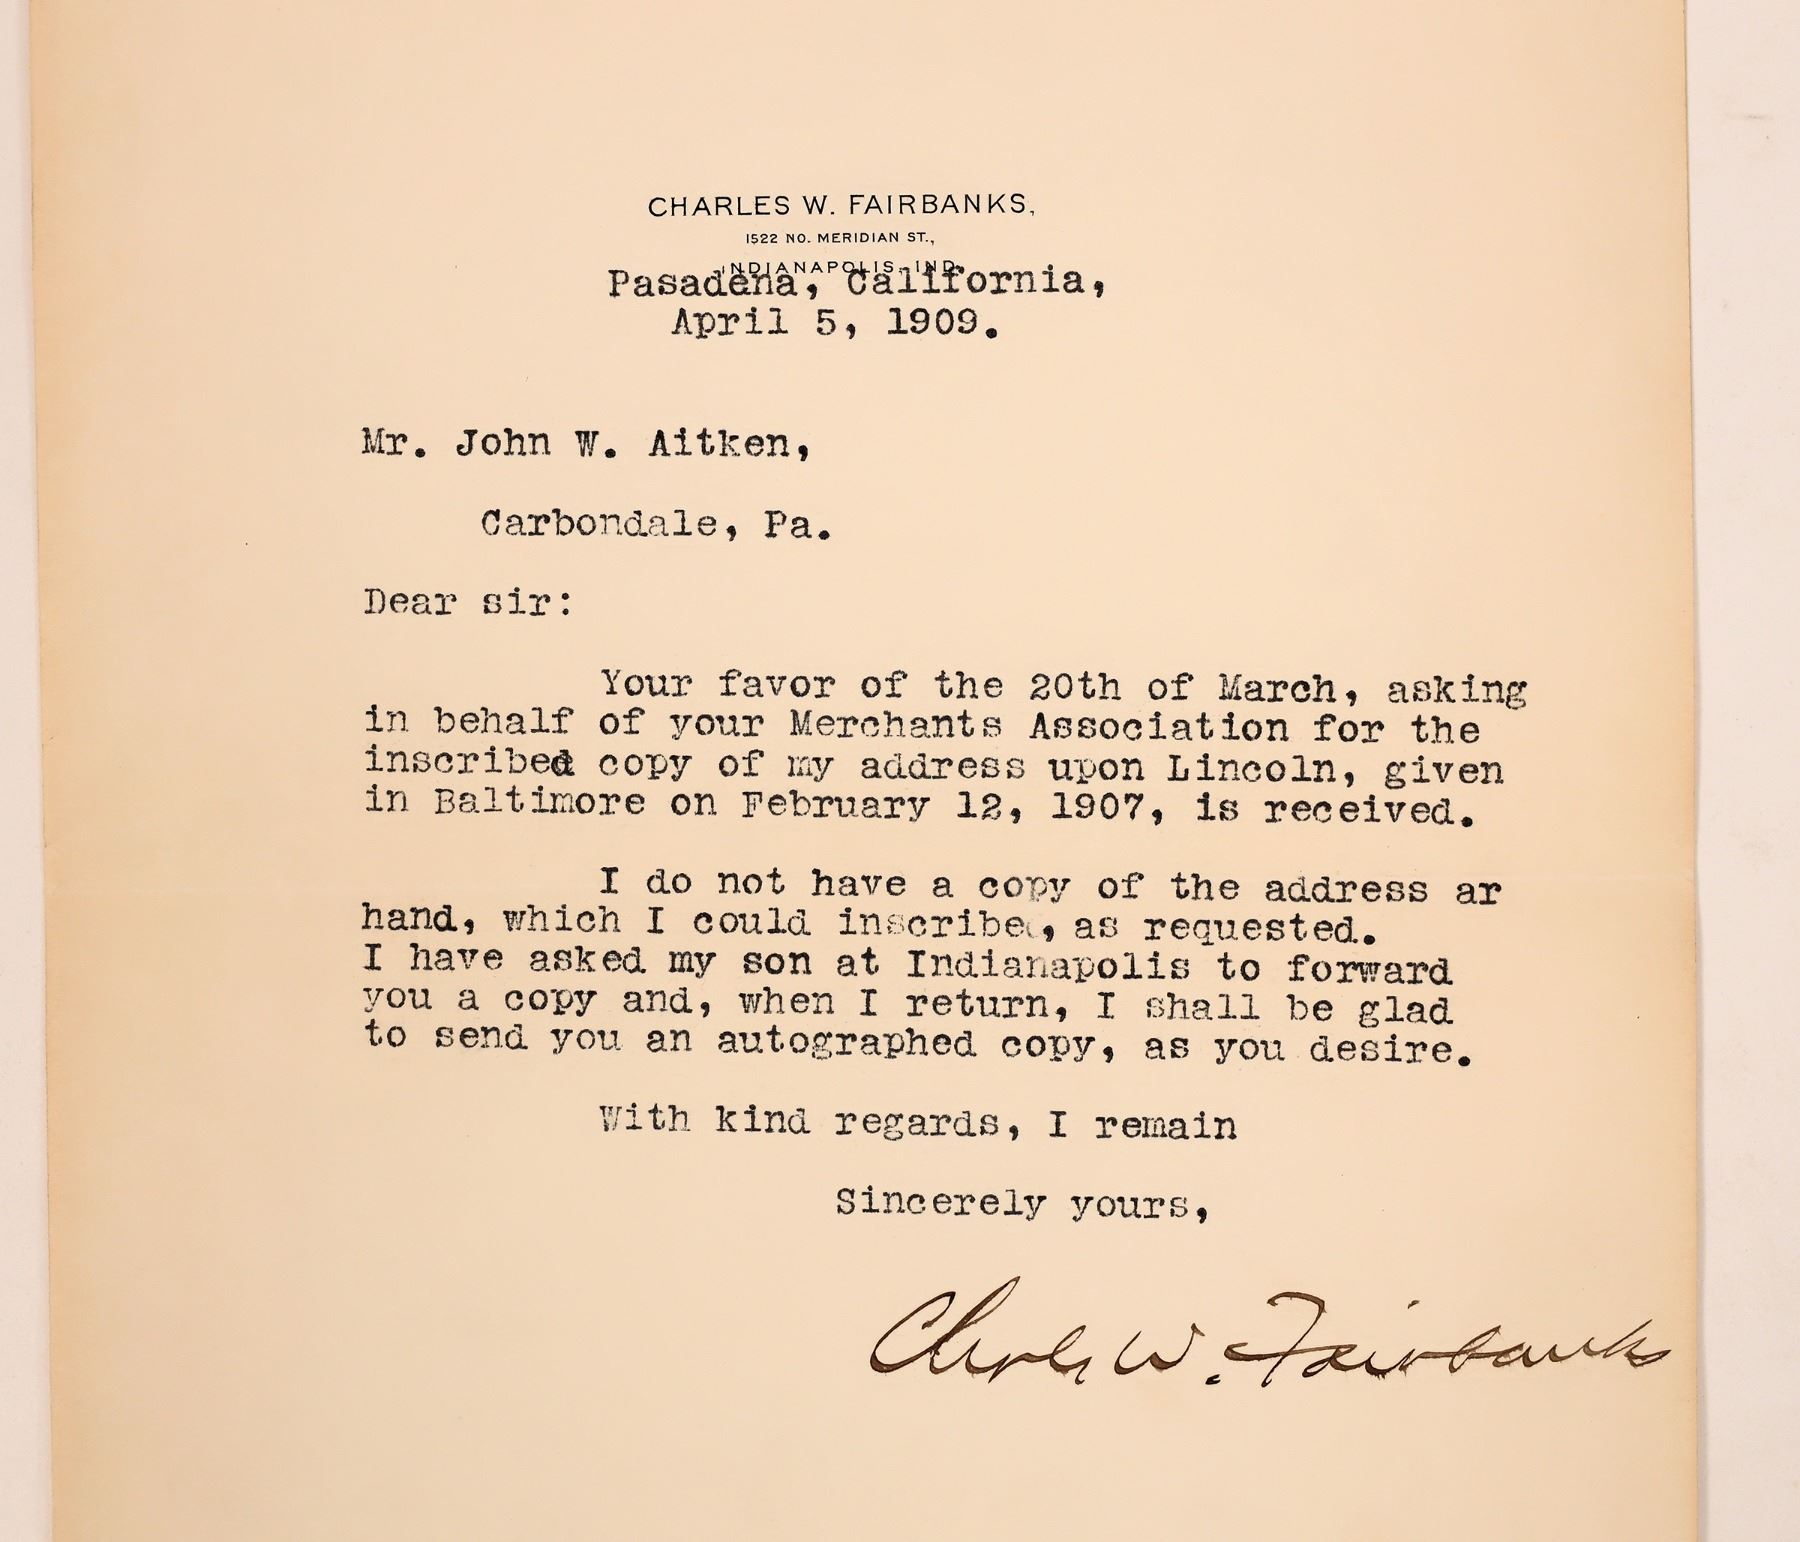 CHARLES W. FAIRBANKS,
1522 NO. MERIDIAN ST.,
INDIANAPOLIS, IND.
Pasadena, California,
April 5, 1909.
Mr. John W. Aitken,
Carbondale, Pa.
Dear sir:
Your favor of the 20th of March, asking
in behalf of your Merchants Association for the
inscribed copy of my address upon Lincoln, given
in Baltimore on February 12, 1907, is received.
I do not have a copy of the address ar
hand, which I could inscribe, as requested.
I have asked my son at Indianapolis to forward
you a copy and, when I return, I shall be glad
to send you an autographed copy, as you desire.
With kind regards, I remain
Sincerely yours,
Charles W. Fairbanks